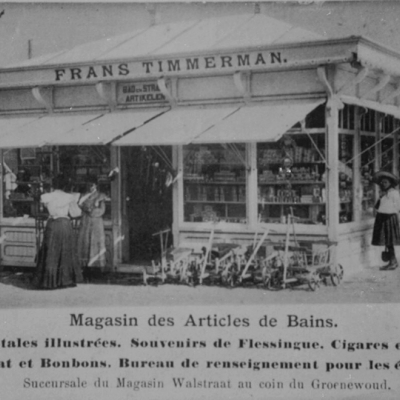 FRANS TIMMERMAN.
BAD- EN STRAND
ARTIKELEN
Magasin des Articles de Bains.
tales illustrées. Souvenirs de Flessingue. Cigares e
at et Bonbons. Bureau de renseignement pour les é
Succursale du Magasin Walstraat au coin du Groenewoud.